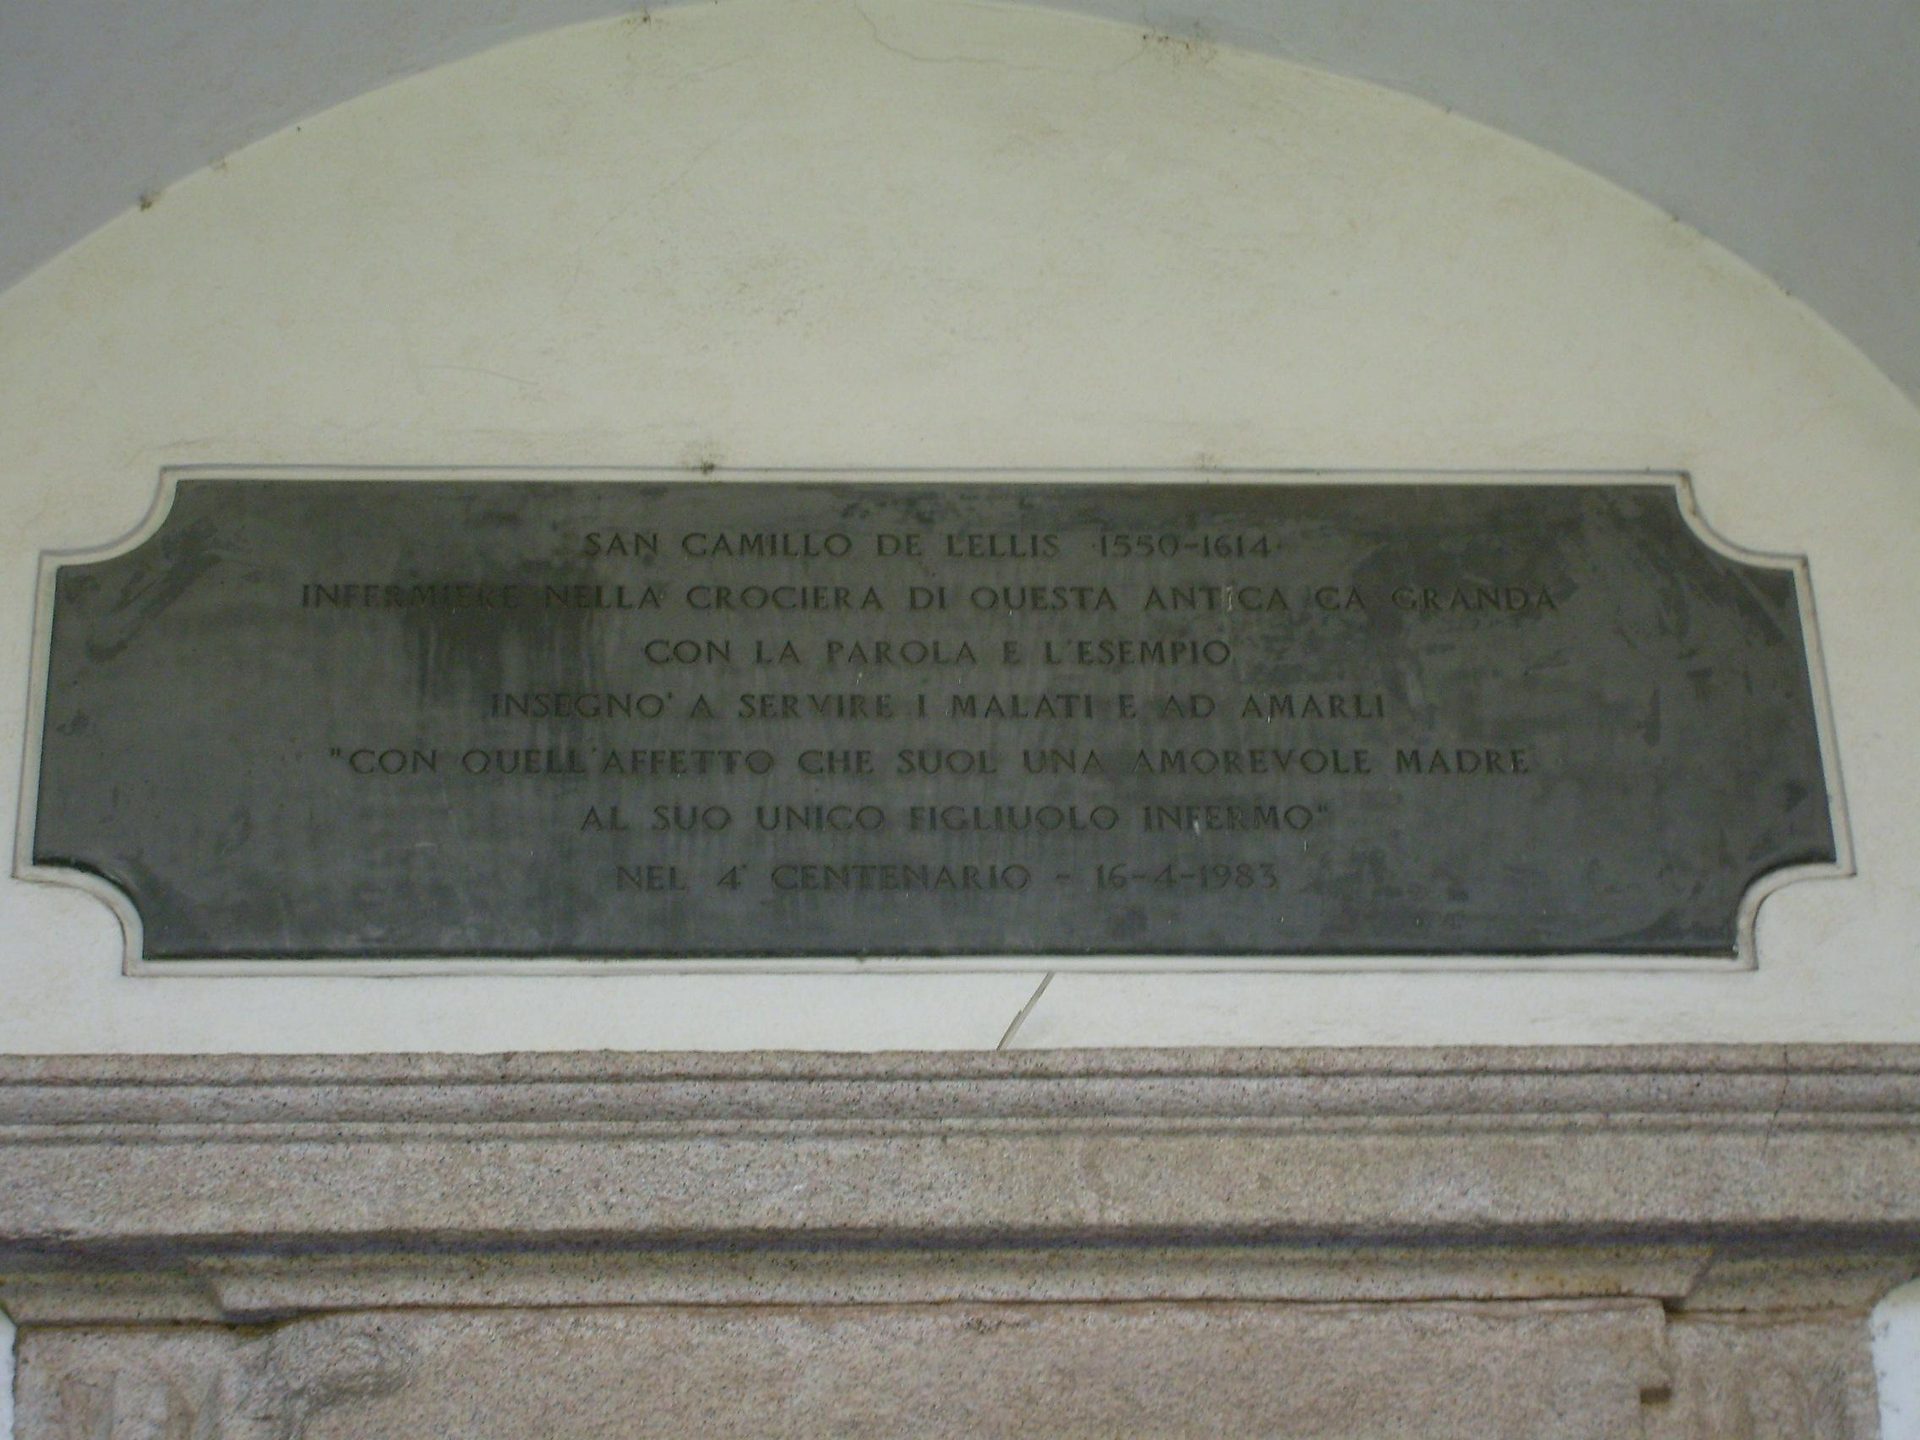 SAN CAMILLO DE LELLIS ·1550-1614·
INFERMIERE NELLA CROCIERA DI QUESTA ANTICA CA GRANDA
CON LA PAROLA E L'ESEMPIO
INSEGNO' A SERVIRE I MALATI E AD AMARLI
"CON QUELL'AFFETTO CHE SUOL UNA AMOREVOLE MADRE
AL SUO UNICO FIGLIUOLO INFERMO"
NEL 4° CENTENARIO - 16-4-1983